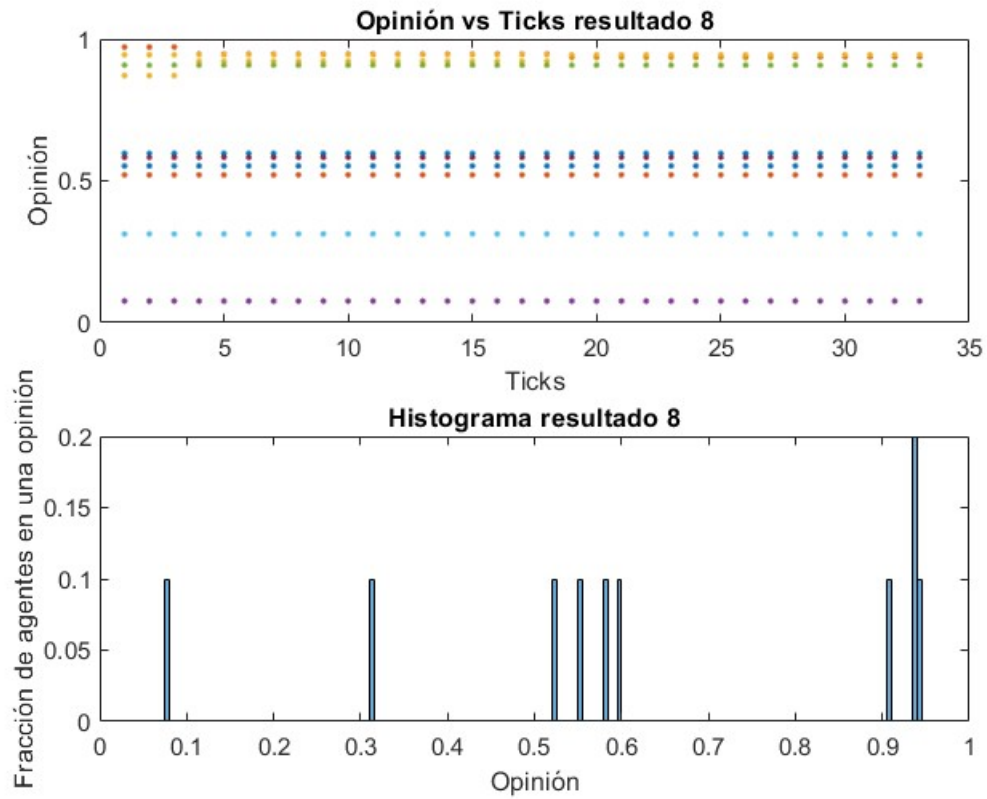 Opinión vs Ticks resultado 8
1
0.5
0
Opinión
0 5 10 15 20 25 30 35
Ticks
Histograma resultado 8
0.2
0.15
0.1
0.05
0
Fracción de agentes en una opinión
0 0.1 0.2 0.3 0.4 0.5 0.6 0.7 0.8 0.9 1
Opinión